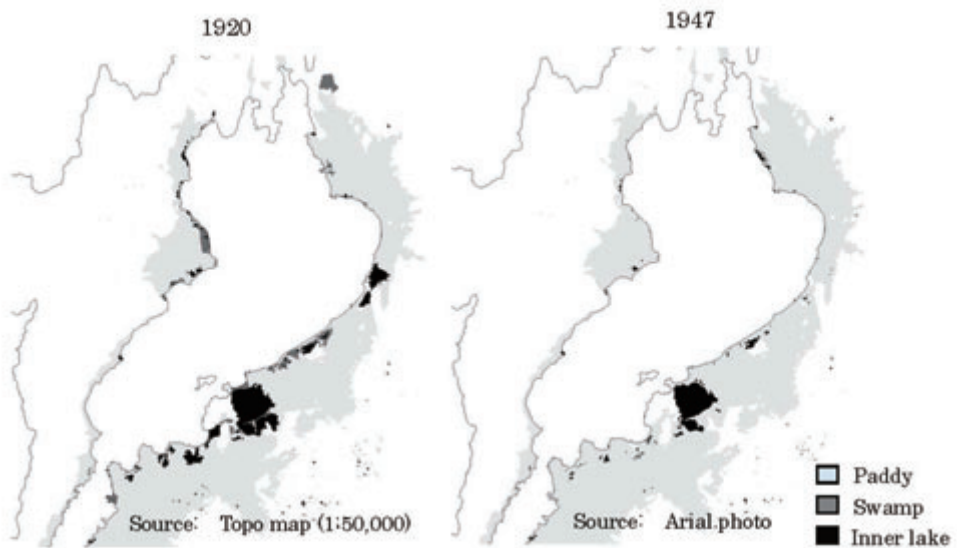 1920
1947
Source: Topo map (1:50,000)
Source: Arial photo
Paddy
Swamp
Inner lake